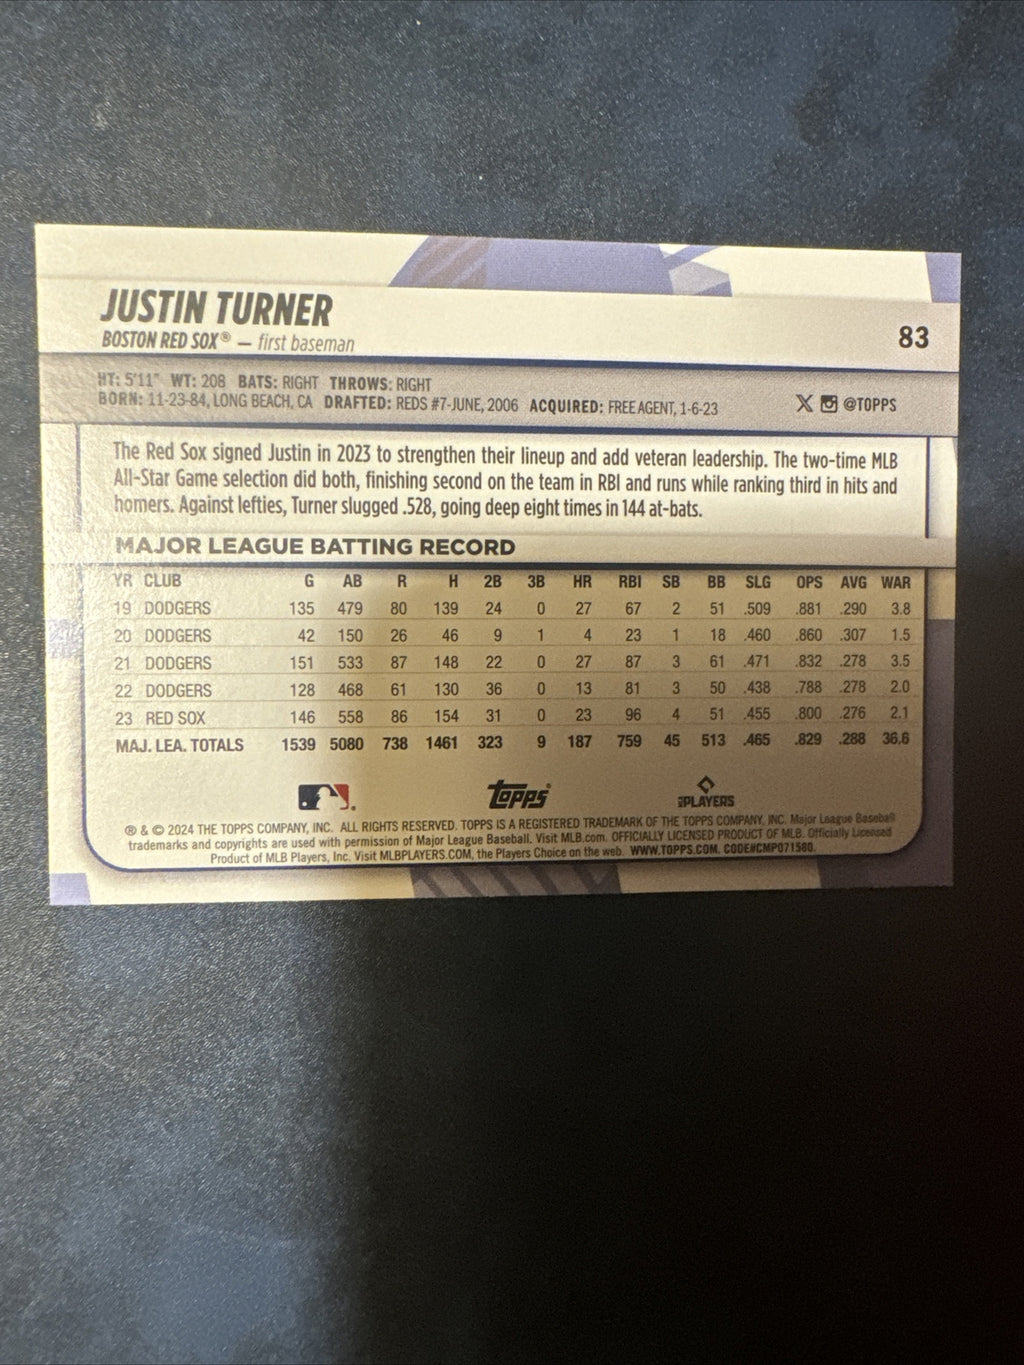 JUSTIN TURNER
BOSTON RED SOX® — first baseman
83
HT: 5'11" WT: 208 BATS: RIGHT THROWS: RIGHT
BORN: 11-23-84, LONG BEACH, CA DRAFTED: REDS #7-JUNE, 2006 ACQUIRED: FREE AGENT, 1-6-23
X @TOPPS
The Red Sox signed Justin in 2023 to strengthen their lineup and add veteran leadership. The two-time MLB
All-Star Game selection did both, finishing second on the team in RBI and runs while ranking third in hits and
homers. Against lefties, Turner slugged .528, going deep eight times in 144 at-bats.
MAJOR LEAGUE BATTING RECORD
YR CLUB G AB R H 2B 3B HR RBI SB BB SLG OPS AVG WAR
19 DODGERS 135 479 80 139 24 0 27 67 2 51 .509 .881 .290 3.8
20 DODGERS 42 150 26 46 9 1 4 23 1 18 .460 .860 .307 1.5
21 DODGERS 151 533 87 148 22 0 27 87 3 61 .471 .832 .278 3.5
22 DODGERS 128 468 61 130 36 0 13 81 3 50 .438 .788 .278 2.0
23 RED SOX 146 558 86 154 31 0 23 96 4 51 .455 .800 .276 2.1
MAJ. LEA. TOTALS 1539 5080 738 1461 323 9 187 759 45 513 .465 .829 .288 36.6
Topps®
MLB PLAYERS
® & © 2024 THE TOPPS COMPANY, INC. ALL RIGHTS RESERVED. TOPPS IS A REGISTERED TRADEMARK OF THE TOPPS COMPANY, INC. Major League Baseball
trademarks and copyrights are used with permission of Major League Baseball. Visit MLB.com. OFFICIALLY LICENSED PRODUCT OF MLB. Officially Licensed
Product of MLB Players, Inc. Visit MLBPLAYERS.COM, the Players Choice on the web. WWW.TOPPS.COM. CODE#CMP071580.